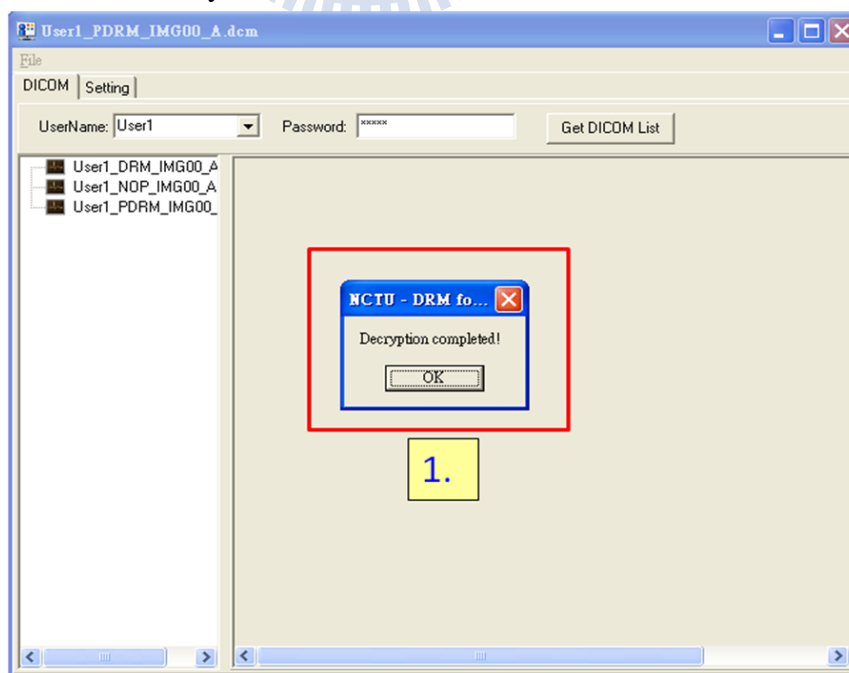 User1_PDRM_IMG00_A.dcm
File
DICOM Setting
UserName: User1 Password: xxxxx Get DICOM List
User1_DRM_IMG00_A
User1_NOP_IMG00_A
User1_PDRM_IMG00_
NCTU - DRM fo...
Decryption completed!
OK
1.